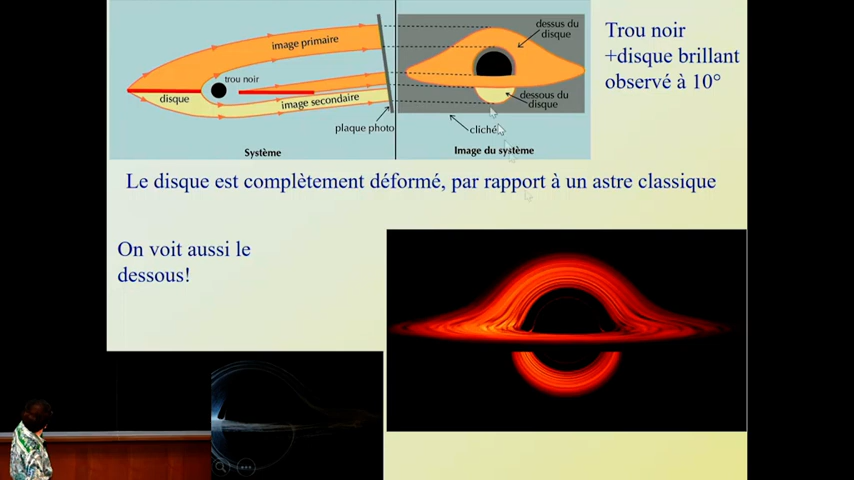 image primaire
trou noir
disque
image secondaire
plaque photo
Système
dessus du
disque
dessous du
disque
cliché
Image du système
Trou noir
+disque brillant
observé à 10°
Le disque est complètement déformé, par rapport à un astre classique
On voit aussi le
dessous!